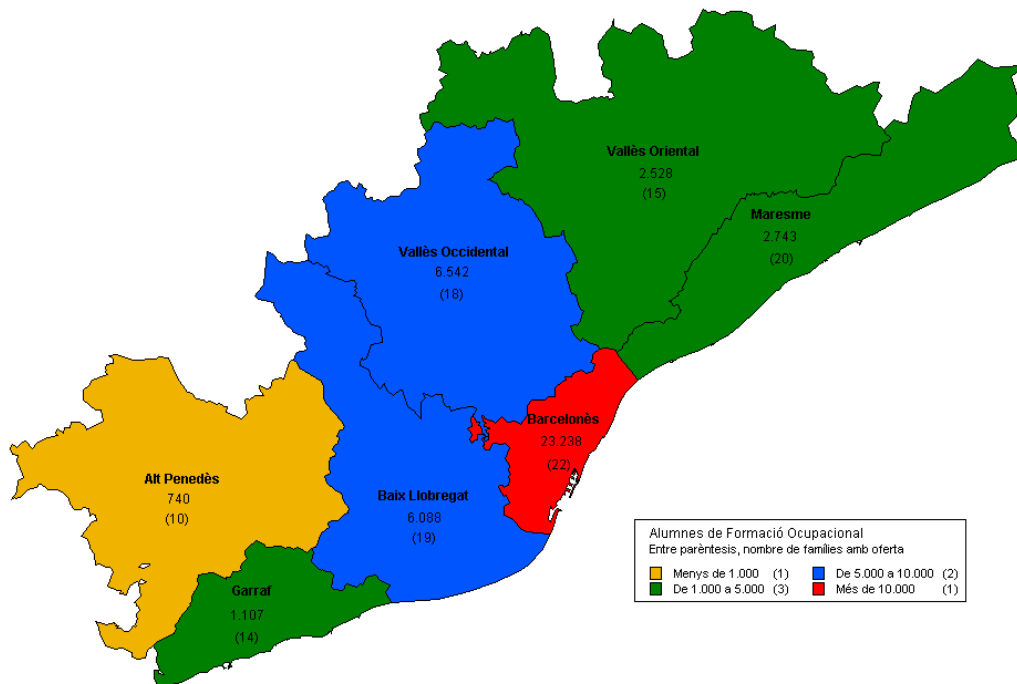 Vallès Oriental
2.528
(15)
Maresme
2.743
(20)
Vallès Occidental
6.542
(18)
Barcelonès
23.238
(22)
Alt Penedès
740
(10)
Baix Llobregat
6.088
(19)
Garraf
1.107
(14)
Alumnes de Formació Ocupacional
Entre parèntesis, nombre de famílies amb oferta
Menys de 1.000 (1)
De 5.000 a 10.000 (2)
De 1.000 a 5.000 (3)
Més de 10.000 (1)